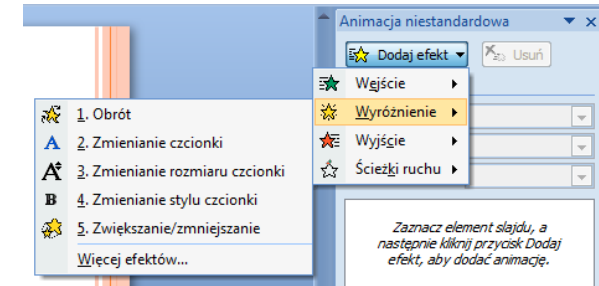 Animacja niestandardowa
Dodaj efekt
Usuń
Wejście
Wyróżnienie
Wyjście
Ścieżki ruchu
1. Obrót
2. Zmienianie czcionki
3. Zmienianie rozmiaru czcionki
4. Zmienianie stylu czcionki
5. Zwiększanie/zmniejszanie
Więcej efektów...
Zaznacz element slajdu, a
następnie kliknij przycisk Dodaj
efekt, aby dodać animację.